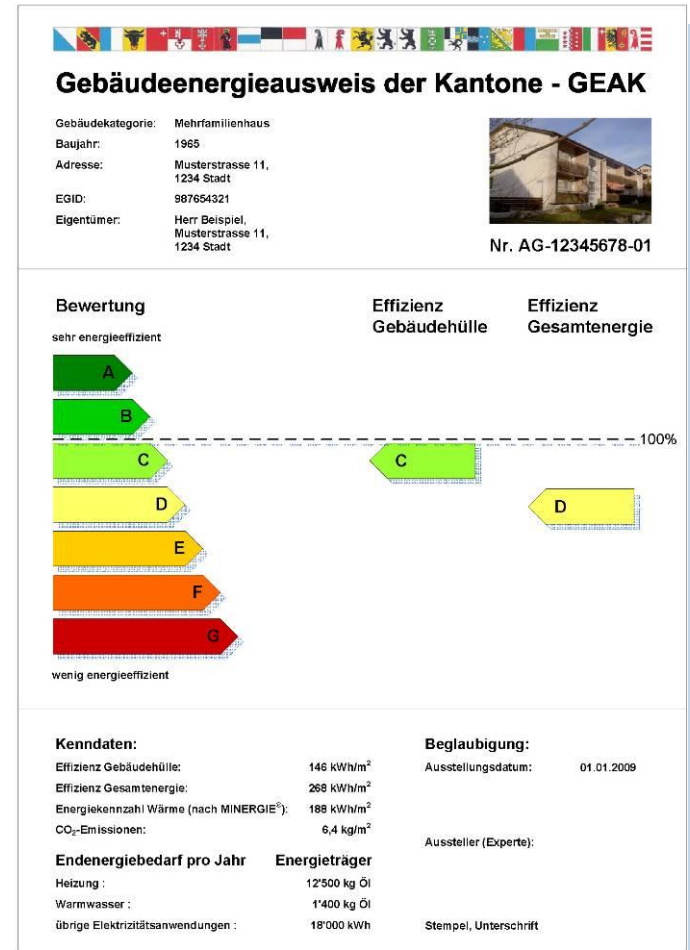 Gebäudeenergieausweis der Kantone - GEAK
Gebäudekategorie: Mehrfamilienhaus
Baujahr: 1965
Adresse: Musterstrasse 11,
1234 Stadt
EGID: 987654321
Eigentümer: Herr Beispiel,
Musterstrasse 11,
1234 Stadt
Nr. AG-12345678-01
Bewertung
Effizienz
Gebäudehülle
Effizienz
Gesamtenergie
sehr energieeffizient
A
B
100%
C
C
D
D
E
F
G
wenig energieeffizient
Kenndaten:
Effizienz Gebäudehülle: 146 kWh/m²
Effizienz Gesamtenergie: 268 kWh/m²
Energiekennzahl Wärme (nach MINERGIE®): 188 kWh/m²
CO₂-Emissionen: 6,4 kg/m²
Endenergiebedarf pro Jahr Energieträger
Heizung : 12'500 kg Öl
Warmwasser : 1'400 kg Öl
übrige Elektrizitätsanwendungen : 18'000 kWh
Beglaubigung:
Ausstellungsdatum: 01.01.2009
Aussteller (Experte):
Stempel, Unterschrift